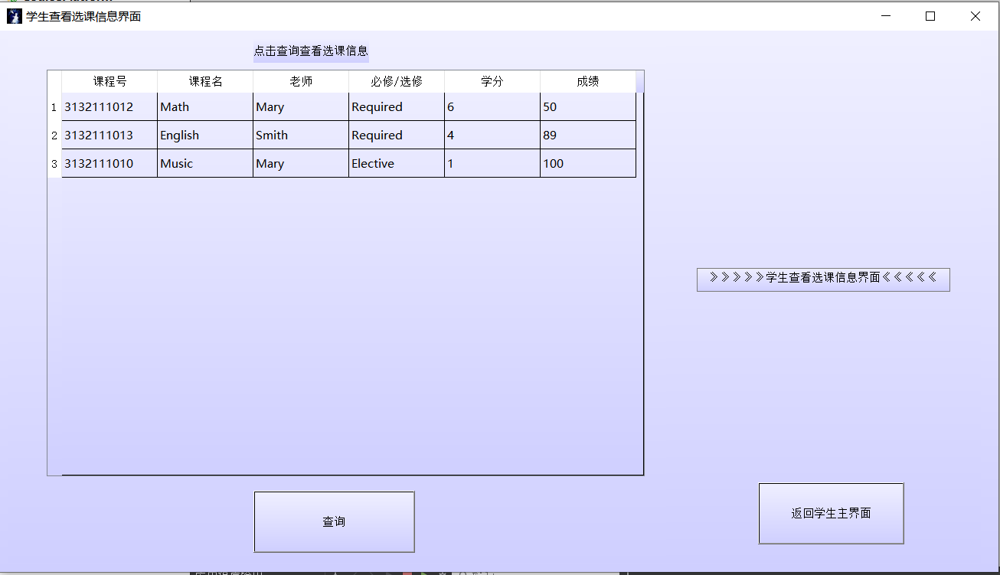 学生查看选课信息界面
点击查询查看选课信息
课程号 课程名 老师 必修/选修 学分 成绩
1 3132111012 Math Mary Required 6 50
2 3132111013 English Smith Required 4 89
3 3132111010 Music Mary Elective 1 100
》》》》》学生查看选课信息界面《《《《《
查询
返回学生主界面